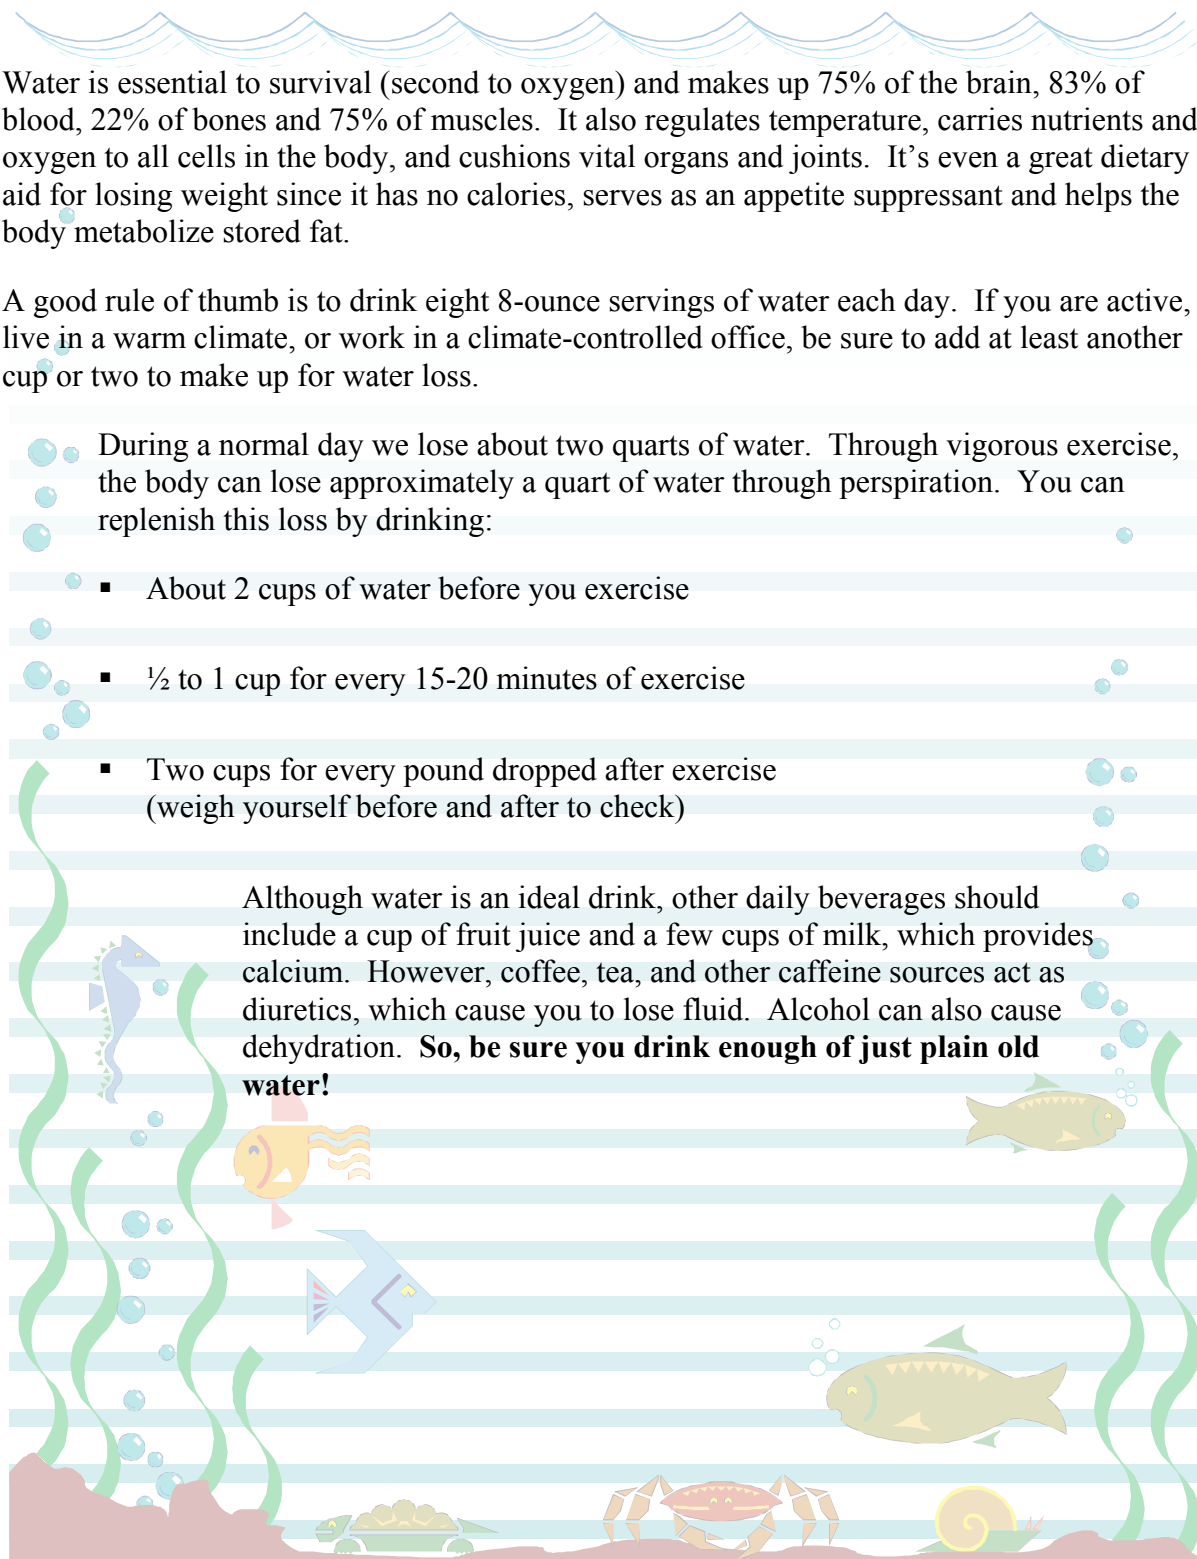 Water is essential to survival (second to oxygen) and makes up 75% of the brain, 83% of
blood, 22% of bones and 75% of muscles.  It also regulates temperature, carries nutrients and
oxygen to all cells in the body, and cushions vital organs and joints.  It’s even a great dietary
aid for losing weight since it has no calories, serves as an appetite suppressant and helps the
body metabolize stored fat.
A good rule of thumb is to drink eight 8-ounce servings of water each day.  If you are active,
live in a warm climate, or work in a climate-controlled office, be sure to add at least another
cup or two to make up for water loss.
During a normal day we lose about two quarts of water.  Through vigorous exercise,
the body can lose approximately a quart of water through perspiration.  You can
replenish this loss by drinking:
▪ About 2 cups of water before you exercise
▪ ½ to 1 cup for every 15-20 minutes of exercise
▪ Two cups for every pound dropped after exercise
(weigh yourself before and after to check)
Although water is an ideal drink, other daily beverages should
include a cup of fruit juice and a few cups of milk, which provides
calcium.  However, coffee, tea, and other caffeine sources act as
diuretics, which cause you to lose fluid.  Alcohol can also cause
dehydration.  So, be sure you drink enough of just plain old
water!